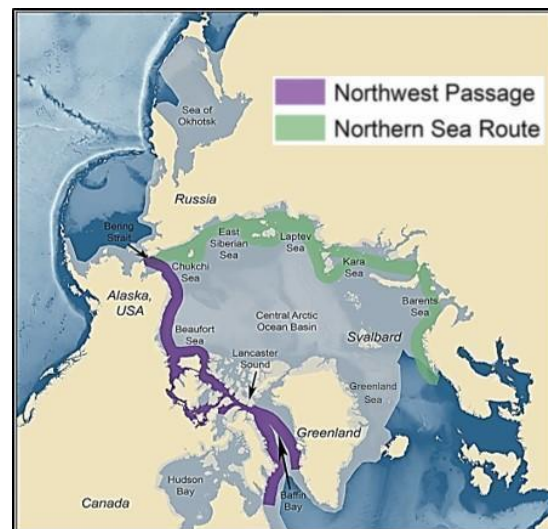 Northwest Passage
Northern Sea Route
Sea of
Okhotsk
Russia
Bering
Strait
East
Siberian
Sea
Laptev
Sea
Kara
Sea
Chukchi
Sea
Barents
Sea
Alaska,
USA
Central Arctic
Ocean Basin
Beaufort
Sea
Svalbard
Lancaster
Sound
Greenland
Sea
Greenland
Hudson
Bay
Baffin
Bay
Canada